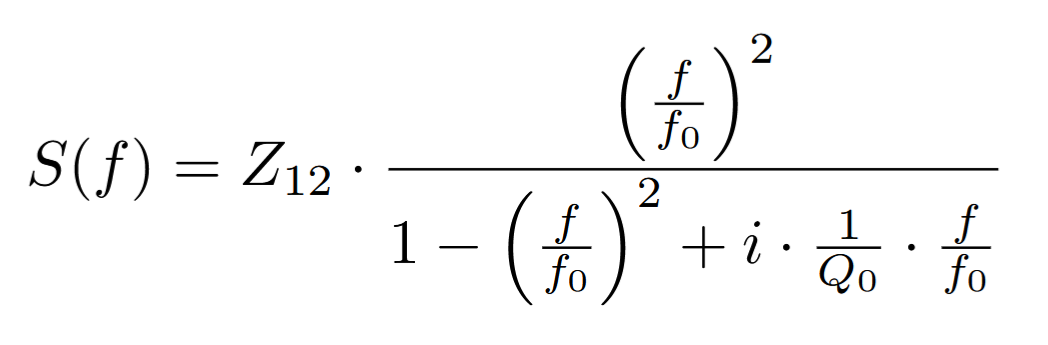 S(f) = Z_{12} \cdot \frac{\left(\frac{f}{f_0}\right)^2}{1 - \left(\frac{f}{f_0}\right)^2 + i \cdot \frac{1}{Q_0} \cdot \frac{f}{f_0}}